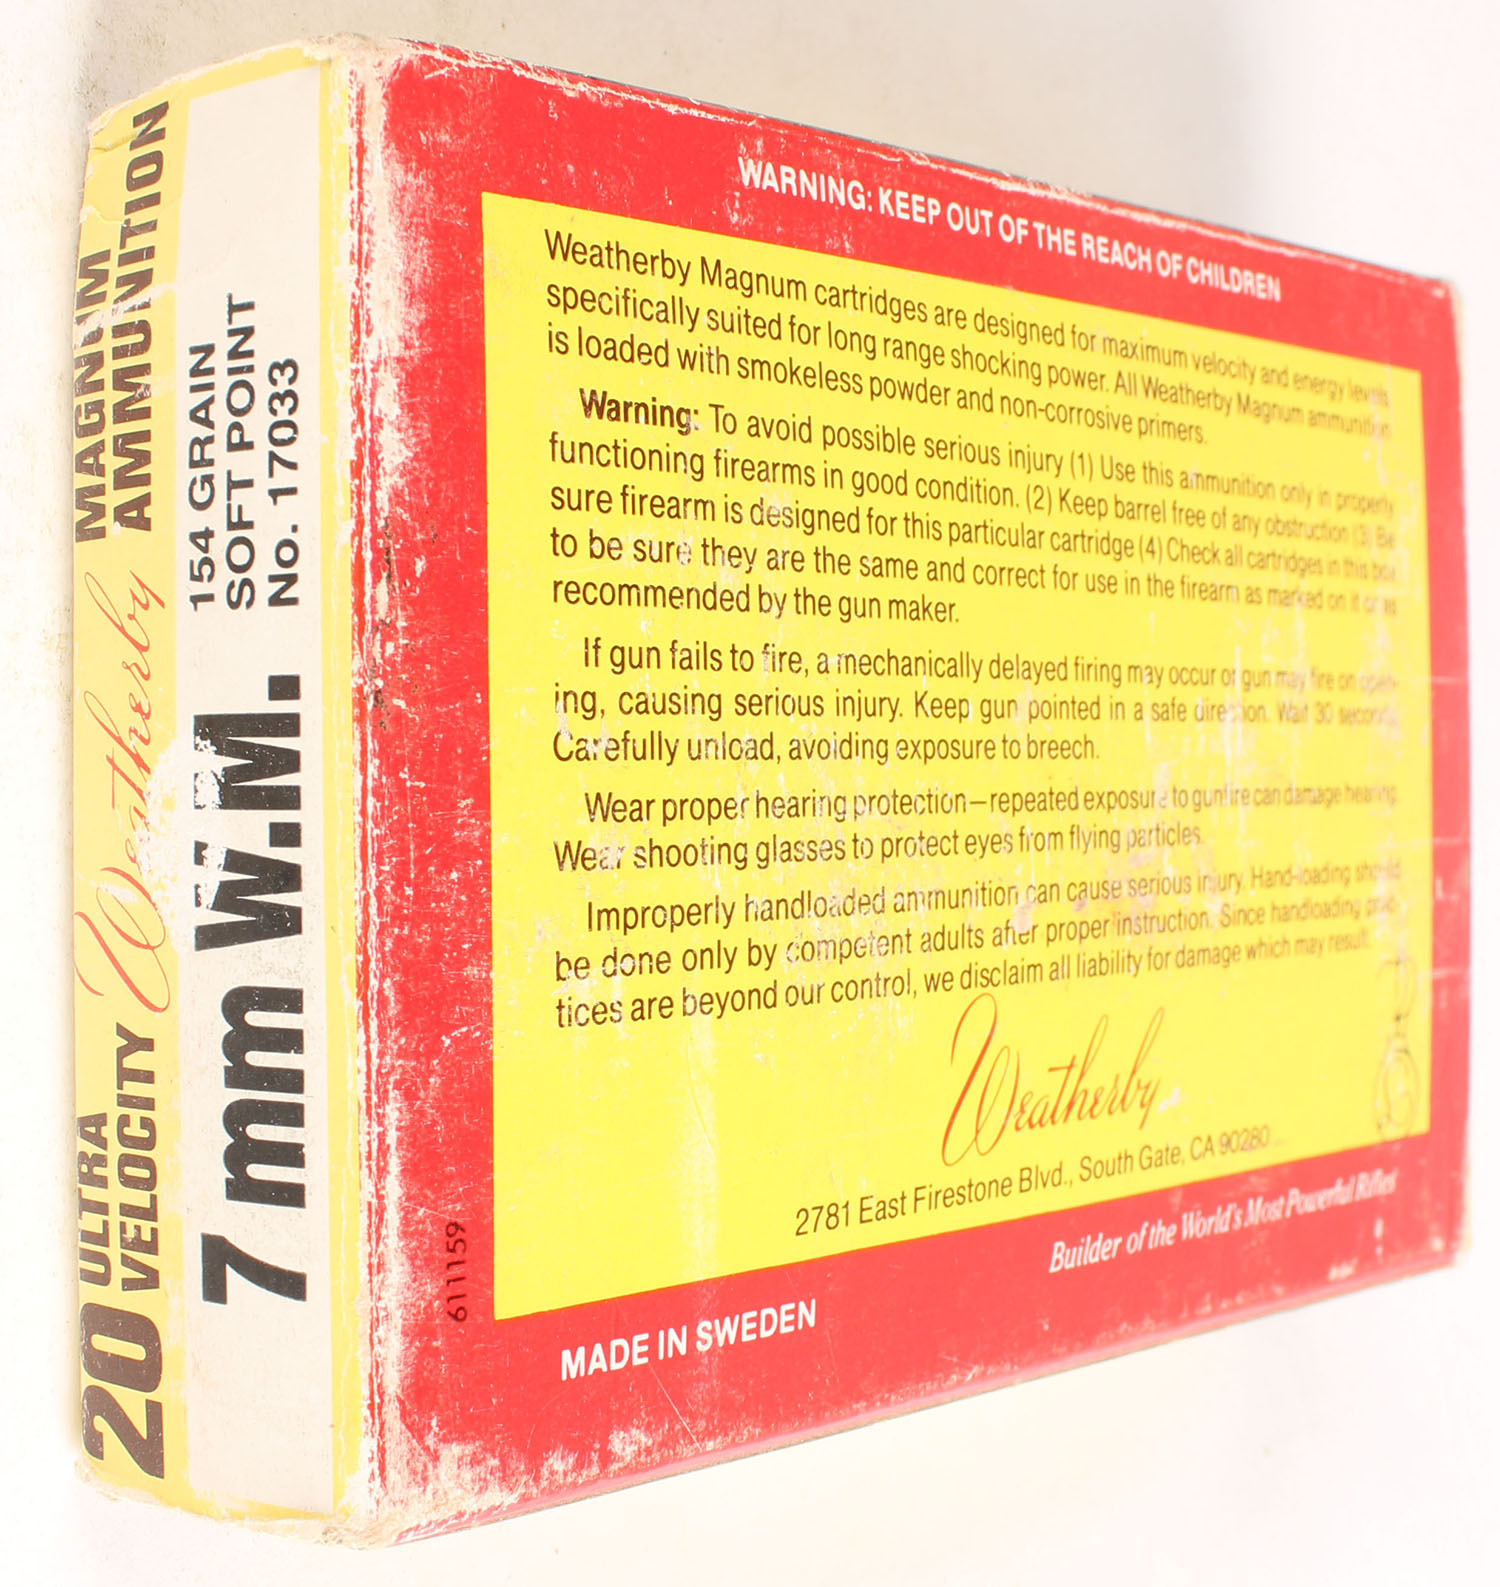 20 ULTRA VELOCITY Weatherby MAGNUM AMMUNITION
7 mm W.M.
154 GRAIN
SOFT POINT
No. 17033
WARNING: KEEP OUT OF THE REACH OF CHILDREN
Weatherby Magnum cartridges are designed for maximum velocity and energy levels
specifically suited for long range shocking power. All Weatherby Magnum ammunition
is loaded with smokeless powder and non-corrosive primers.
Warning: To avoid possible serious injury (1) Use this ammunition only in properly
functioning firearms in good condition. (2) Keep barrel free of any obstruction (3) Be
sure firearm is designed for this particular cartridge (4) Check all cartridges in this box
to be sure they are the same and correct for use in the firearm as marked on it or as
recommended by the gun maker.
If gun fails to fire, a mechanically delayed firing may occur or gun may fire on open-
ing, causing serious injury. Keep gun pointed in a safe direction. Wait 30 seconds.
Carefully unload, avoiding exposure to breech.
Wear proper hearing protection—repeated exposure to gunfire can damage hearing.
Wear shooting glasses to protect eyes from flying particles.
Improperly handloaded ammunition can cause serious injury. Hand-loading should
be done only by competent adults after proper instruction. Since handloading prac-
tices are beyond our control, we disclaim all liability for damage which may result.
Weatherby
2781 East Firestone Blvd., South Gate, CA 90280
Builder of the World's Most Powerful Rifles
611159
MADE IN SWEDEN